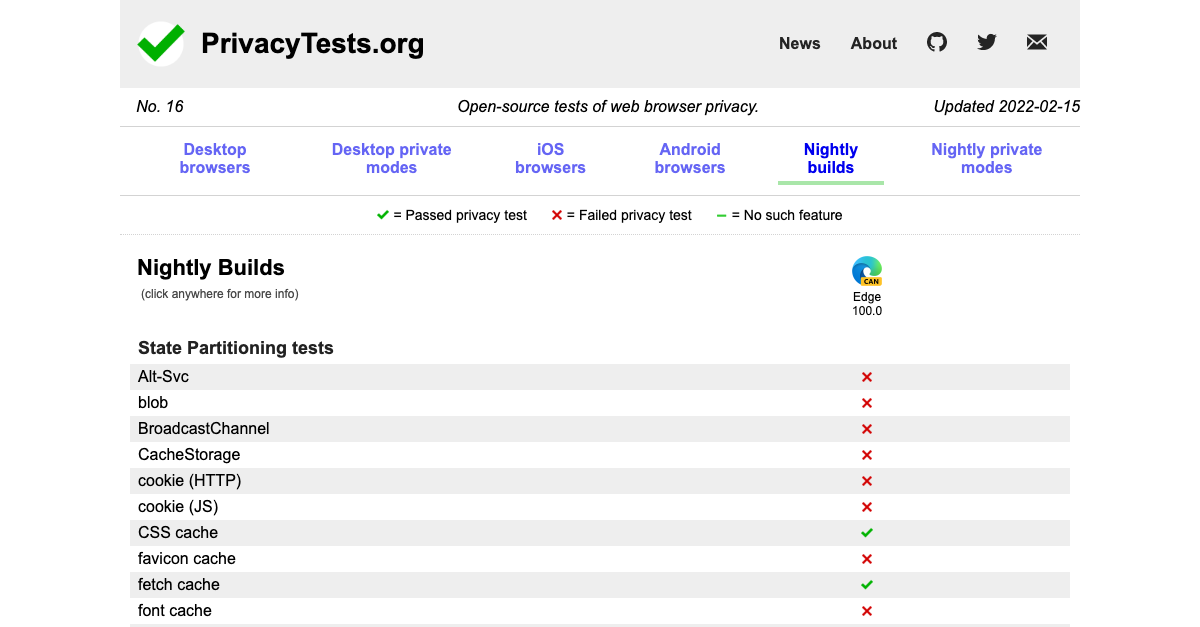 PrivacyTests.org
News About
No. 16 Open-source tests of web browser privacy. Updated 2022-02-15
Desktop browsers
Desktop private modes
iOS browsers
Android browsers
Nightly builds
Nightly private modes
= Passed privacy test = Failed privacy test = No such feature
Nightly Builds
(click anywhere for more info)
CAN
Edge
100.0
State Partitioning tests
Alt-Svc
blob
BroadcastChannel
CacheStorage
cookie (HTTP)
cookie (JS)
CSS cache
favicon cache
fetch cache
font cache